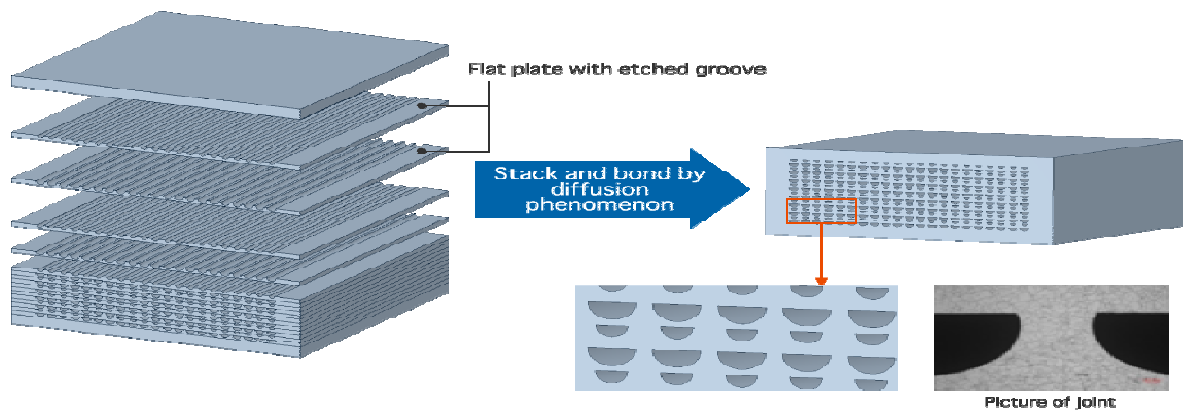 Flat plate with etched groove
Stack and bond by
diffusion
phenomenon
Picture of joint